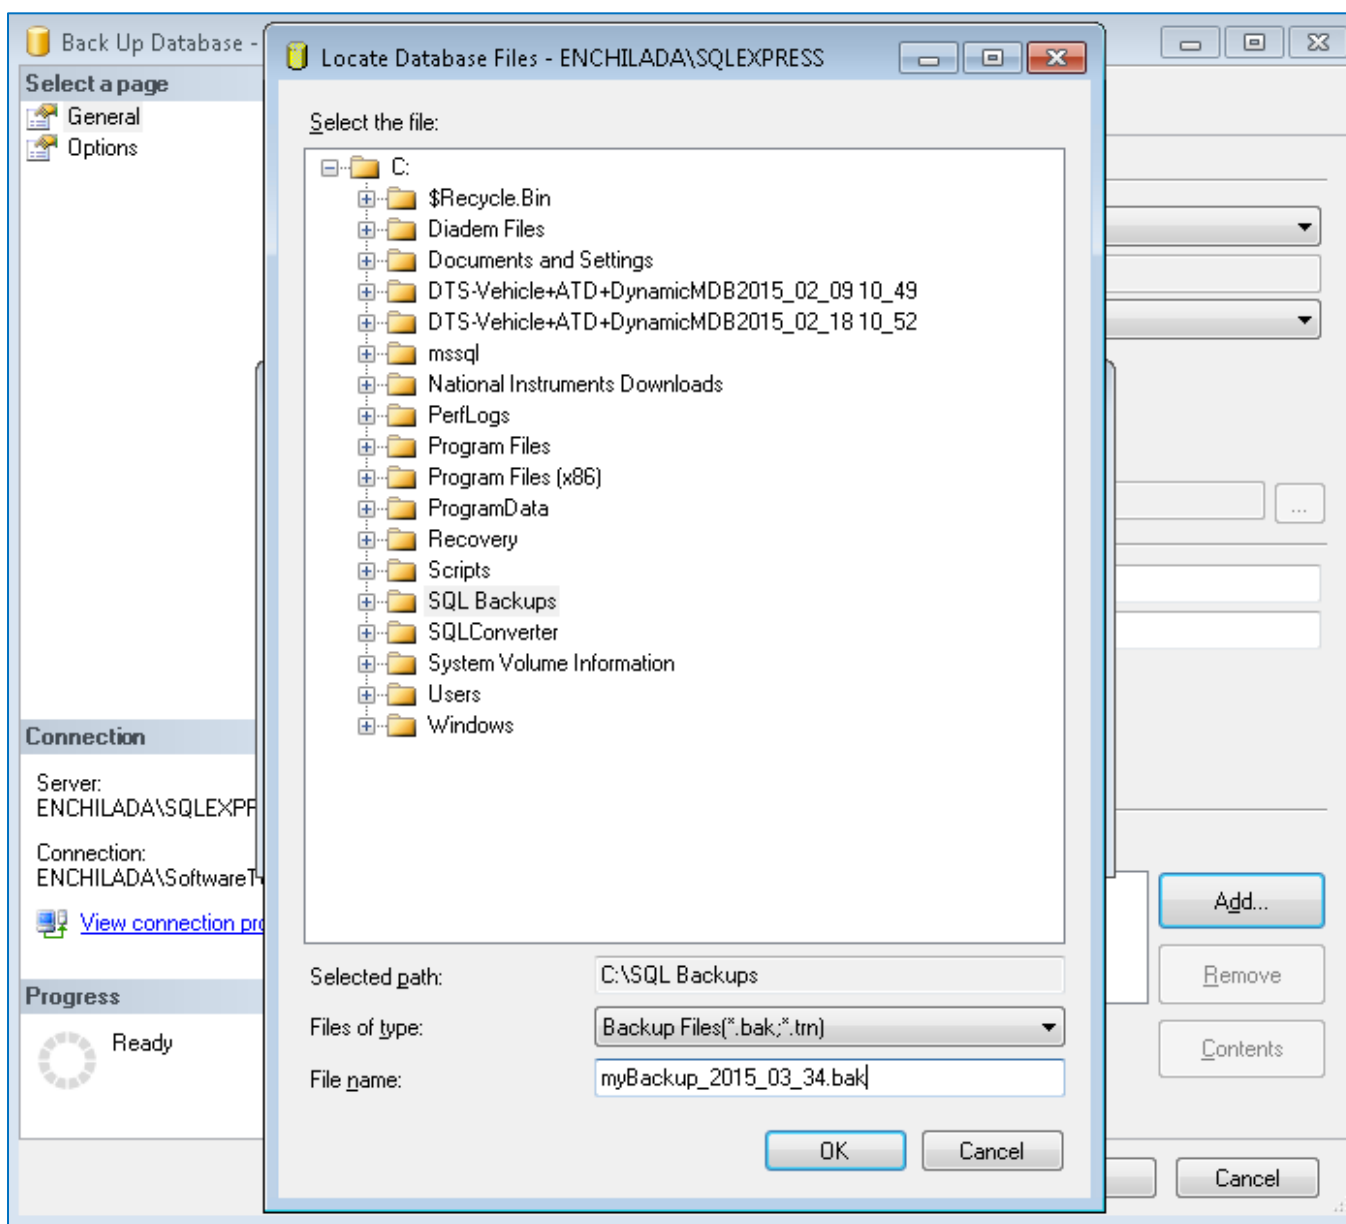 Back Up Database -
Select a page
General
Options
Connection
Server:
ENCHILADA\SQLEXPR
Connection:
ENCHILADA\SoftwareT
View connection pro
Progress
Ready
Locate Database Files - ENCHILADA\SQLEXPRESS
Select the file:
C:
$Recycle.Bin
Diadem Files
Documents and Settings
DTS-Vehicle+ATD+DynamicMDB2015_02_09 10_49
DTS-Vehicle+ATD+DynamicMDB2015_02_18 10_52
mssql
National Instruments Downloads
PerfLogs
Program Files
Program Files (x86)
ProgramData
Recovery
Scripts
SQL Backups
SQLConverter
System Volume Information
Users
Windows
Selected path: C:\SQL Backups
Files of type: Backup Files(*.bak;*.trn)
File name: myBackup_2015_03_34.bak
OK Cancel
...
Add...
Remove
Contents
Cancel